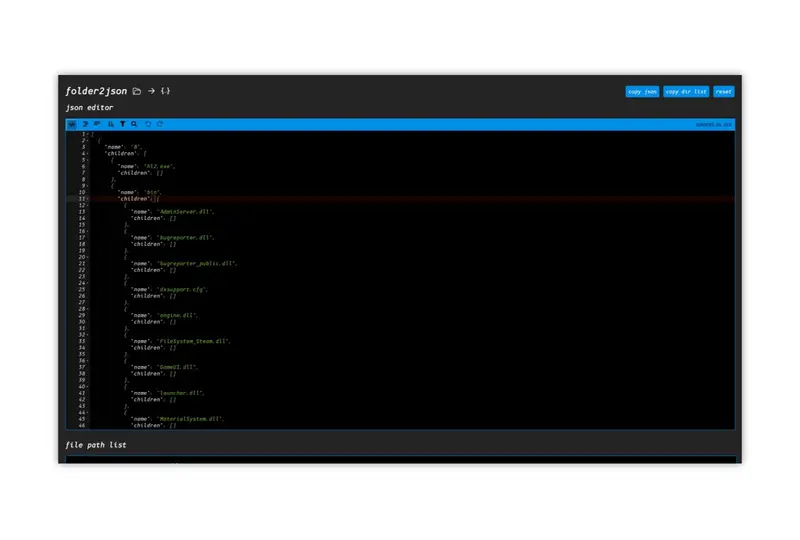 folder2json → {.}
copy json copy dir list reset
json editor
1 [
2 {
3 "name": "0",
4 "children": [
5 {
6 "name": "hl2.exe",
7 "children": []
8 },
9 {
10 "name": "bin",
11 "children": [
12 {
13 "name": "AdminServer.dll",
14 "children": []
15 },
16 {
17 "name": "bugreporter.dll",
18 "children": []
19 },
20 {
21 "name": "bugreporter_public.dll",
22 "children": []
23 },
24 {
25 "name": "dxsupport.cfg",
26 "children": []
27 },
28 {
29 "name": "engine.dll",
30 "children": []
31 },
32 {
33 "name": "FileSystem_Steam.dll",
34 "children": []
35 },
36 {
37 "name": "GameUI.dll",
38 "children": []
39 },
40 {
41 "name": "launcher.dll",
42 "children": []
43 },
44 {
45 "name": "MaterialSystem.dll",
46 "children": []
file path list